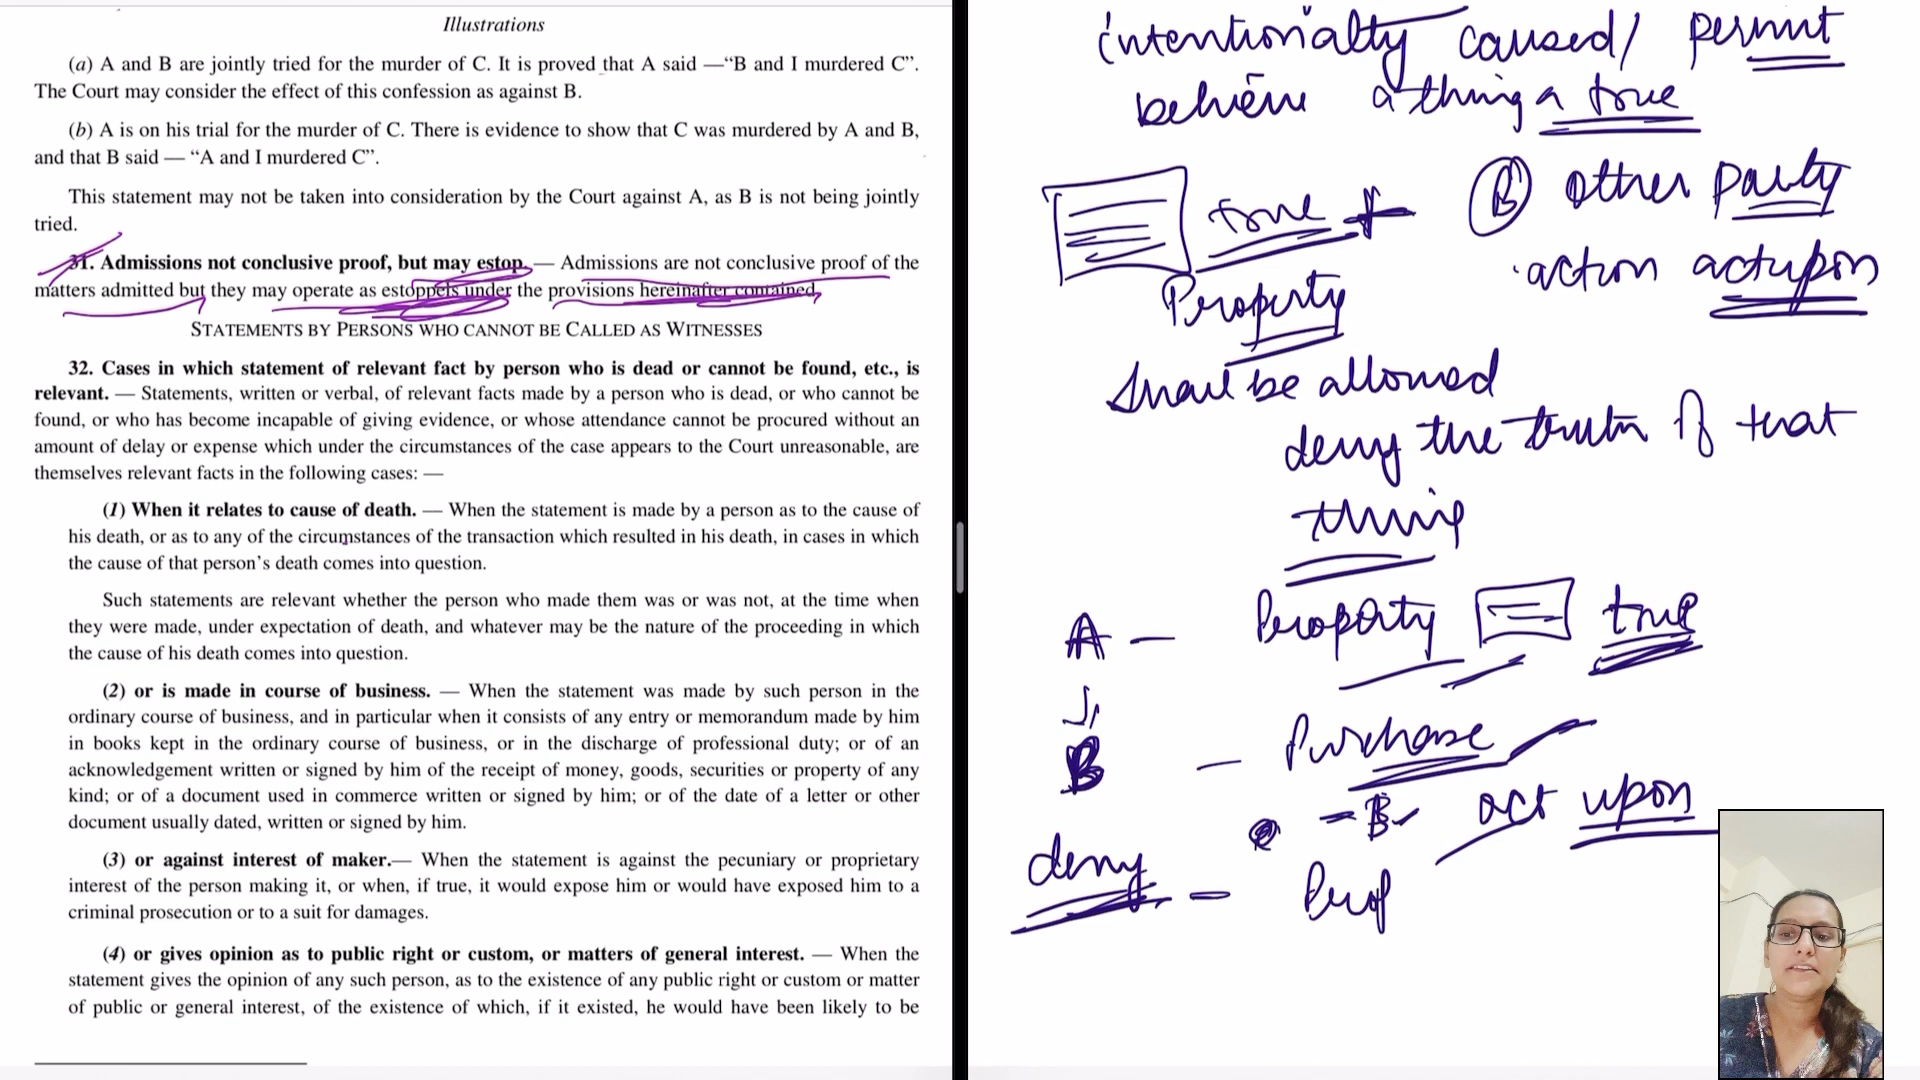 Illustrations
(a) A and B are jointly tried for the murder of C. It is proved that A said —“B and I murdered C”.
The Court may consider the effect of this confession as against B.
(b) A is on his trial for the murder of C. There is evidence to show that C was murdered by A and B,
and that B said — “A and I murdered C”.
This statement may not be taken into consideration by the Court against A, as B is not being jointly
tried.
31. Admissions not conclusive proof, but may estop. — Admissions are not conclusive proof of the
matters admitted but they may operate as estoppels under the provisions hereinafter contained.
STATEMENTS BY PERSONS WHO CANNOT BE CALLED AS WITNESSES
32. Cases in which statement of relevant fact by person who is dead or cannot be found, etc., is
relevant. — Statements, written or verbal, of relevant facts made by a person who is dead, or who cannot be
found, or who has become incapable of giving evidence, or whose attendance cannot be procured without an
amount of delay or expense which under the circumstances of the case appears to the Court unreasonable, are
themselves relevant facts in the following cases: —
(1) When it relates to cause of death. — When the statement is made by a person as to the cause of
his death, or as to any of the circumstances of the transaction which resulted in his death, in cases in which
the cause of that person’s death comes into question.
Such statements are relevant whether the person who made them was or was not, at the time when
they were made, under expectation of death, and whatever may be the nature of the proceeding in which
the cause of his death comes into question.
(2) or is made in course of business. — When the statement was made by such person in the
ordinary course of business, and in particular when it consists of any entry or memorandum made by him
in books kept in the ordinary course of business, or in the discharge of professional duty; or of an
acknowledgement written or signed by him of the receipt of money, goods, securities or property of any
kind; or of a document used in commerce written or signed by him; or of the date of a letter or other
document usually dated, written or signed by him.
(3) or against interest of maker.— When the statement is against the pecuniary or proprietary
interest of the person making it, or when, if true, it would expose him or would have exposed him to a
criminal prosecution or to a suit for damages.
(4) or gives opinion as to public right or custom, or matters of general interest. — When the
statement gives the opinion of any such person, as to the existence of any public right or custom or matter
of public or general interest, of the existence of which, if it existed, he would have been likely to be
intentionalty caused/ permit
believe a thing a true
true
B other party
action actupon
Property
Shall be allowed
deny the truth of that
thing
A — Property true
B — Purchase
B act upon
deny — Prop